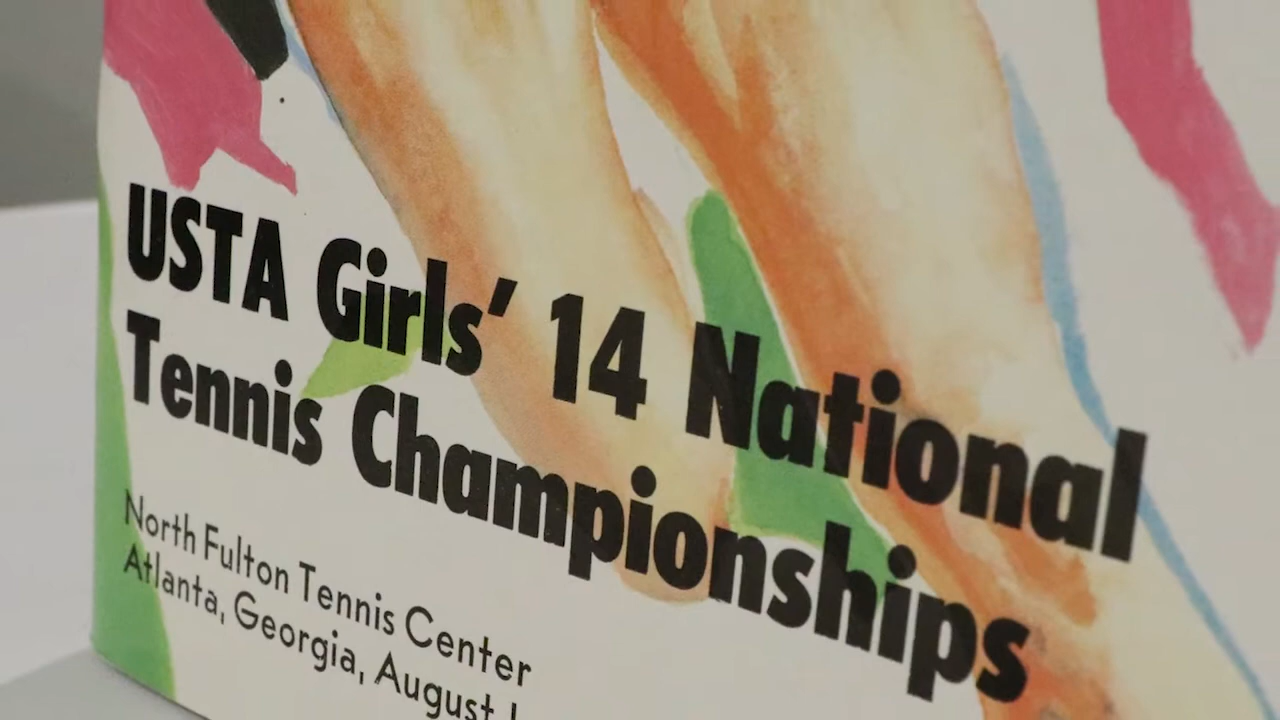 USTA Girls’ 14 National
Tennis Championships
North Fulton Tennis Center
Atlanta, Georgia, August